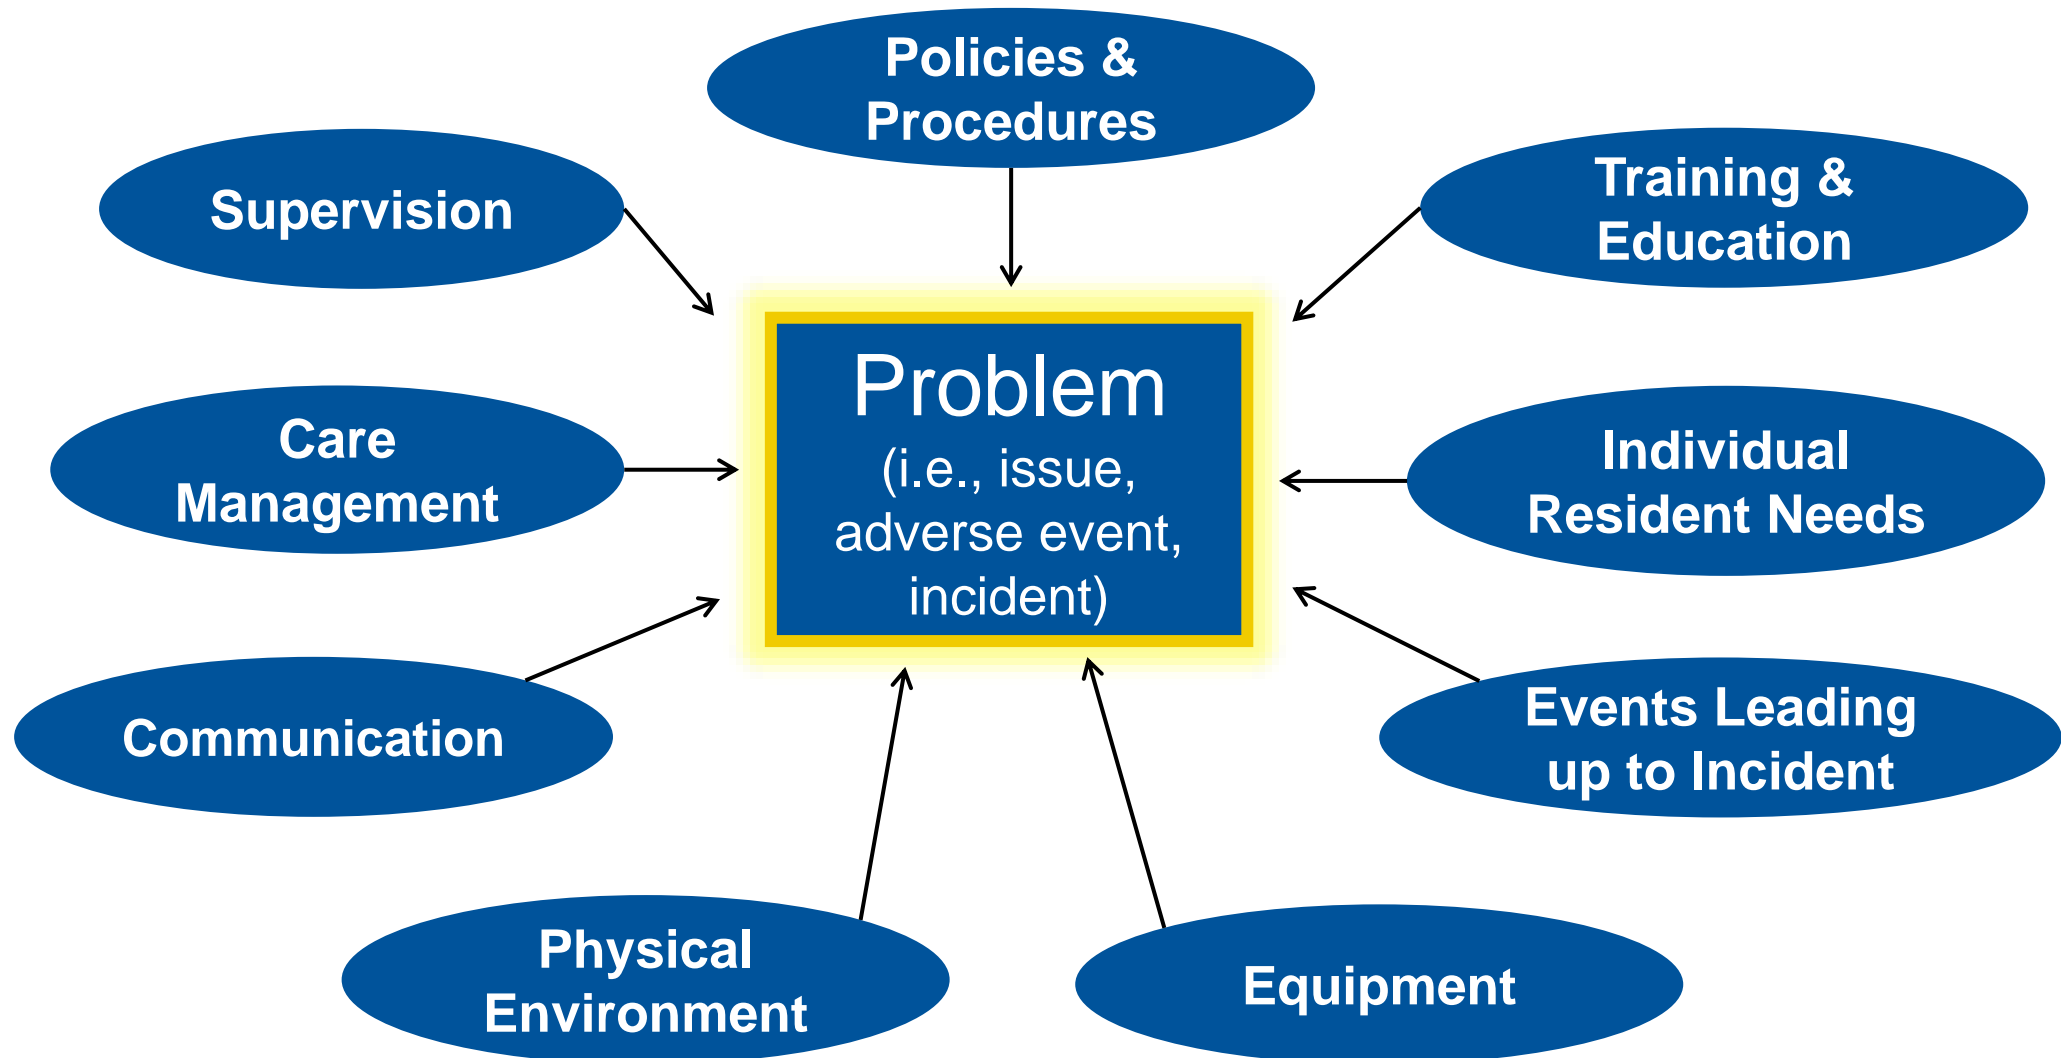 Policies &
Procedures
Supervision
Training &
Education
Problem
(i.e., issue,
adverse event,
incident)
Care
Management
Individual
Resident Needs
Communication
Events Leading
up to Incident
Physical
Environment
Equipment